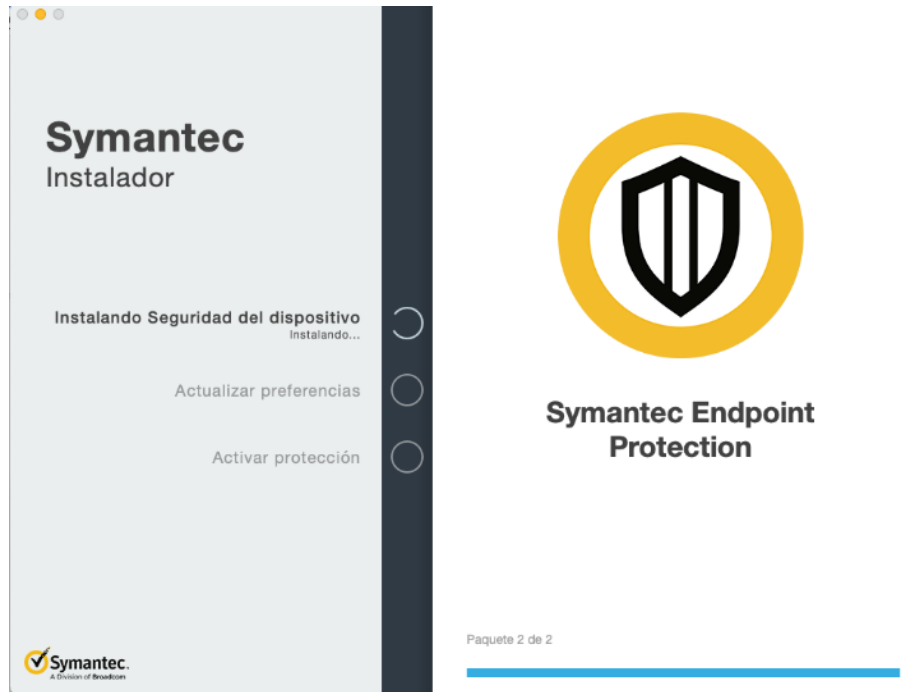 Symantec
Instalador
Instalando Seguridad del dispositivo
Instalando...
Actualizar preferencias
Activar protección
Symantec.
A Division of Broadcom
Symantec Endpoint
Protection
Paquete 2 de 2